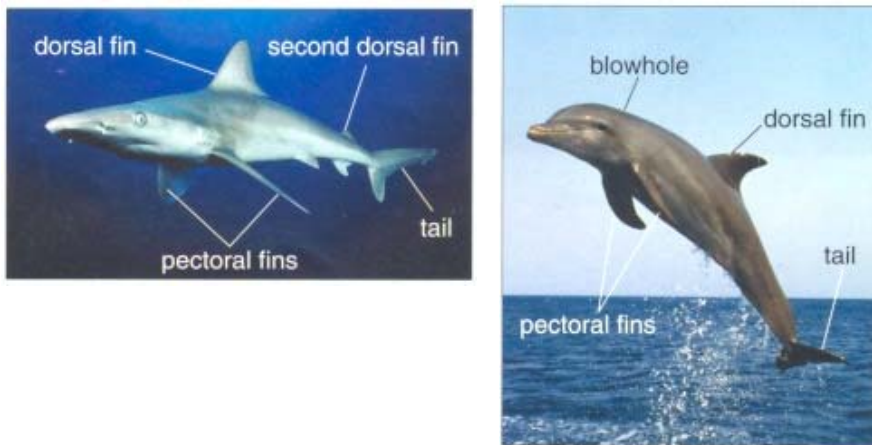 dorsal fin
second dorsal fin
tail
pectoral fins
blowhole
dorsal fin
tail
pectoral fins